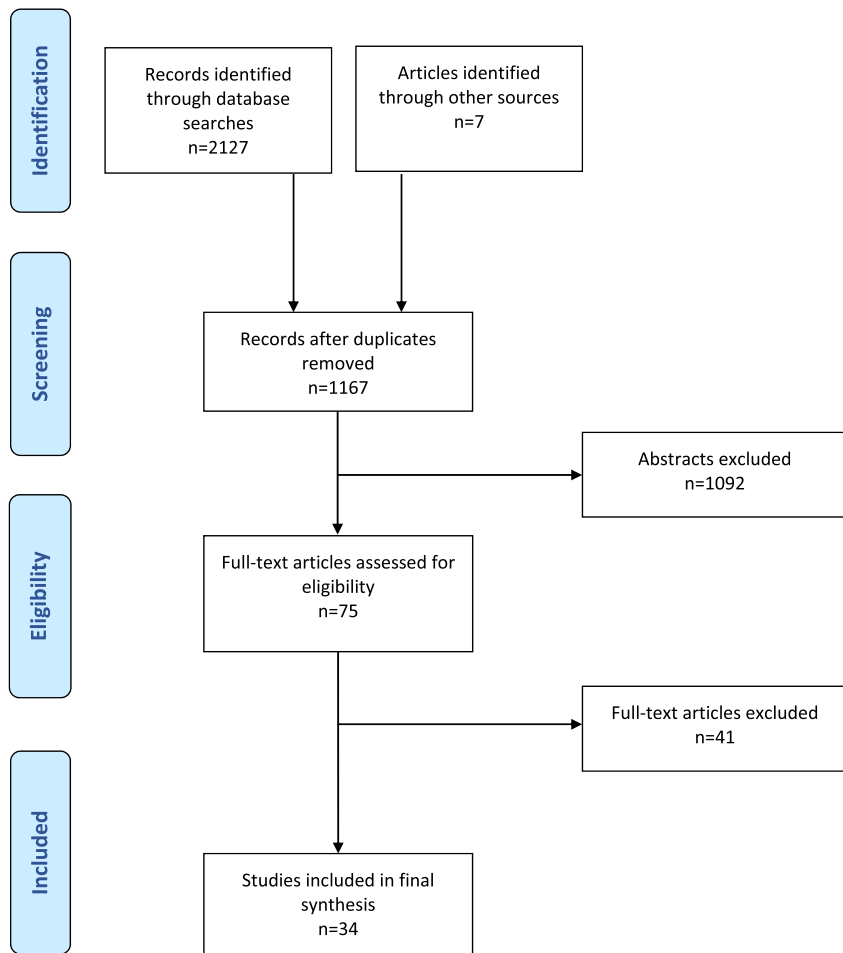 Identification
Records identified
through database
searches
n=2127
Articles identified
through other sources
n=7
Screening
Records after duplicates
removed
n=1167
Abstracts excluded
n=1092
Eligibility
Full-text articles assessed for
eligibility
n=75
Full-text articles excluded
n=41
Included
Studies included in final
synthesis
n=34